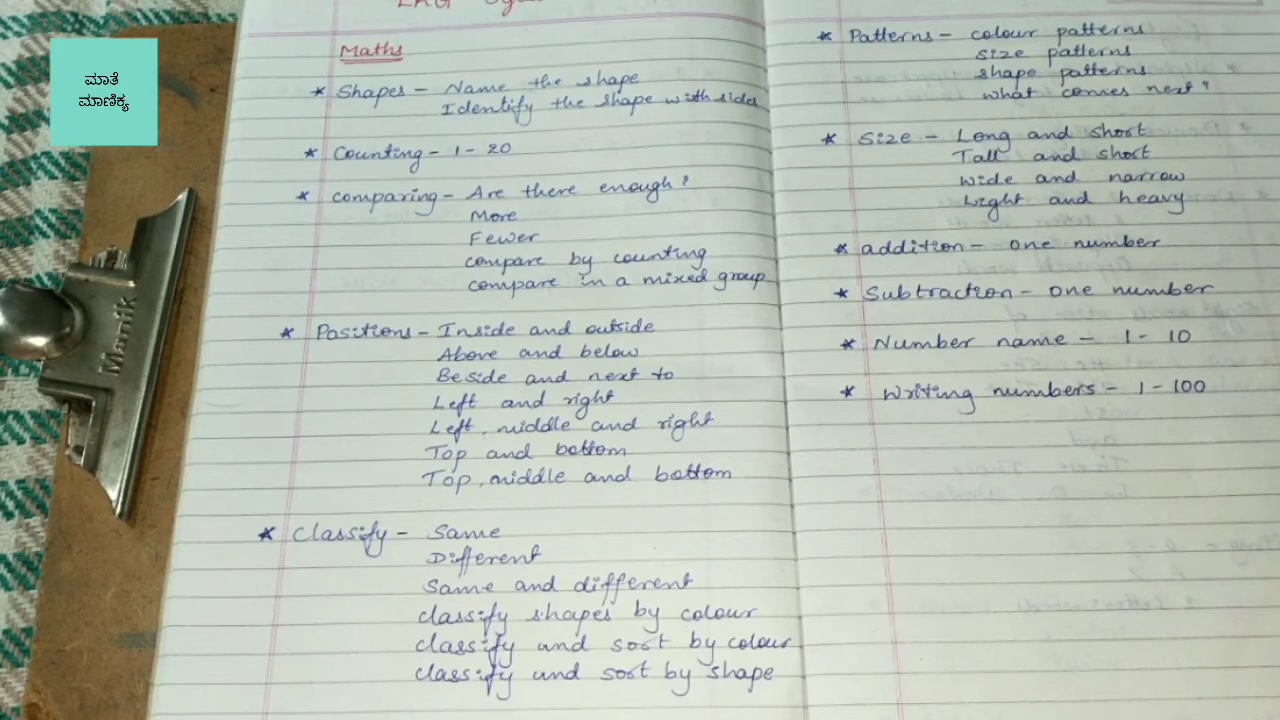 ಮಾತೆ
ಮಾಣಿಕ್ಯ
Manik
LKG
Maths
* Shapes - Name the shape
Identify the shape with sides
* Counting - 1 - 20
* Comparing - Are there enough?
More
Fewer
compare by counting
compare in a mixed group
* Positions - Inside and outside
Above and below
Beside and next to
Left and right
Left, middle and right
Top and bottom
Top, middle and bottom
* Classify - Same
Different
Same and different
classify shapes by colour
classify and sort by colour
classify and sort by shape
* Patterns - colour patterns
size patterns
shape patterns
what comes next?
* Size - Long and short
Tall and short
wide and narrow
Light and heavy
* addition - one number
* Subtraction - one number
* Number name - 1 - 10
* Writing numbers - 1 - 100